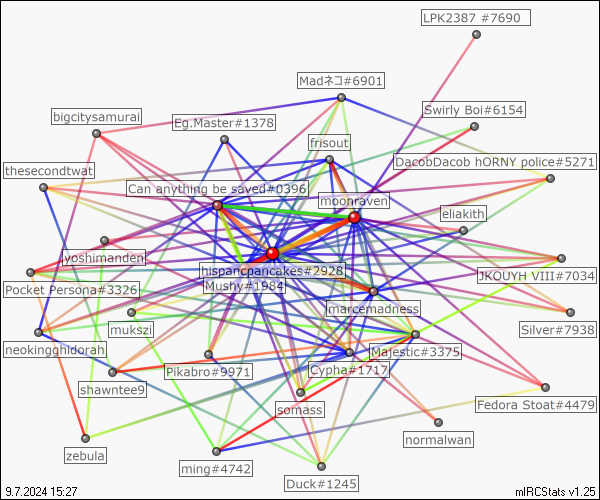 LPK2387 #7690
Madネコ#6901
bigcitysamurai
Swirly Boi#6154
Eg.Master#1378
frisout
DacobDacob hORNY police#5271
thesecondtwat
Can anything be saved#0396
moonraven
eliakith
yoshimanden
hispancpancakes#2928
JKOUYH VIII#7034
Pocket Persona#3326
Mushy#1984
marcemadness
mukszi
Silver#7938
neokingghidorah
Majestic#3375
Pikabro#9971
Cypha#1717
shawntee9
Fedora Stoat#4479
somass
normalwan
zebula
ming#4742
Duck#1245
9.7.2024 15:27
mIRCStats v1.25